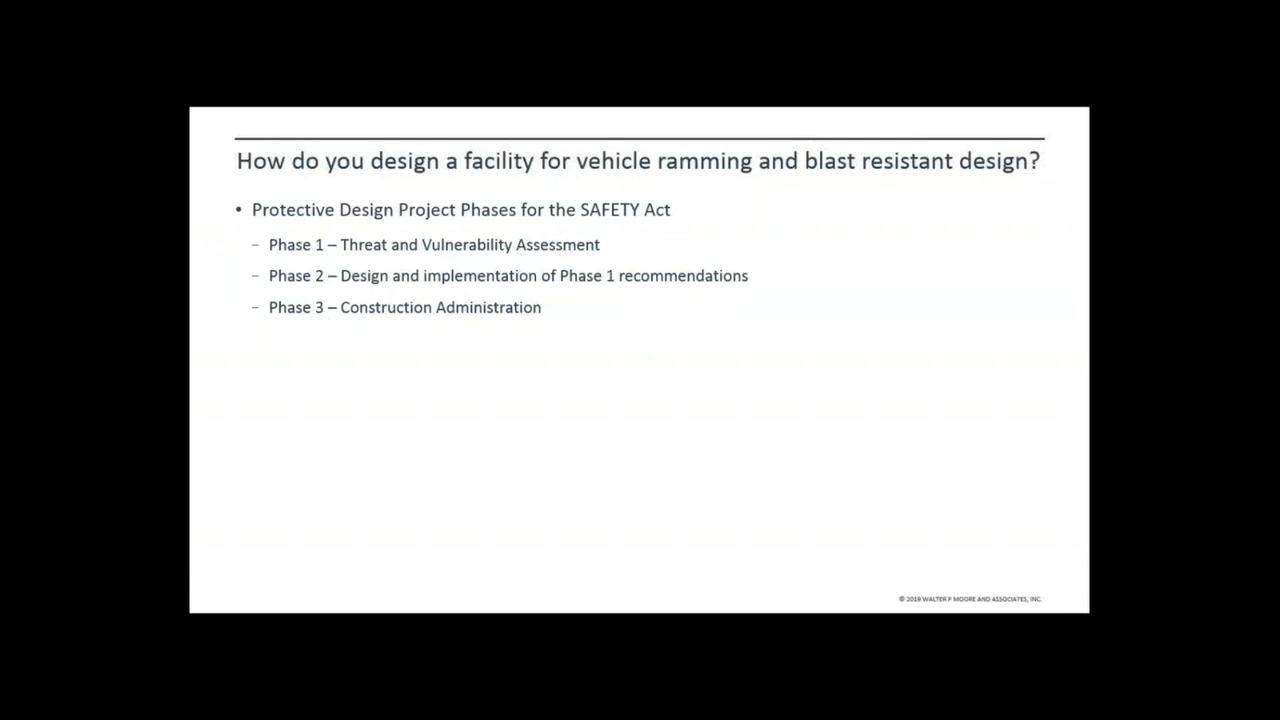 How do you design a facility for vehicle ramming and blast resistant design?
• Protective Design Project Phases for the SAFETY Act
– Phase 1 – Threat and Vulnerability Assessment
– Phase 2 – Design and implementation of Phase 1 recommendations
– Phase 3 – Construction Administration
© 2019 WALTER P MOORE AND ASSOCIATES, INC.